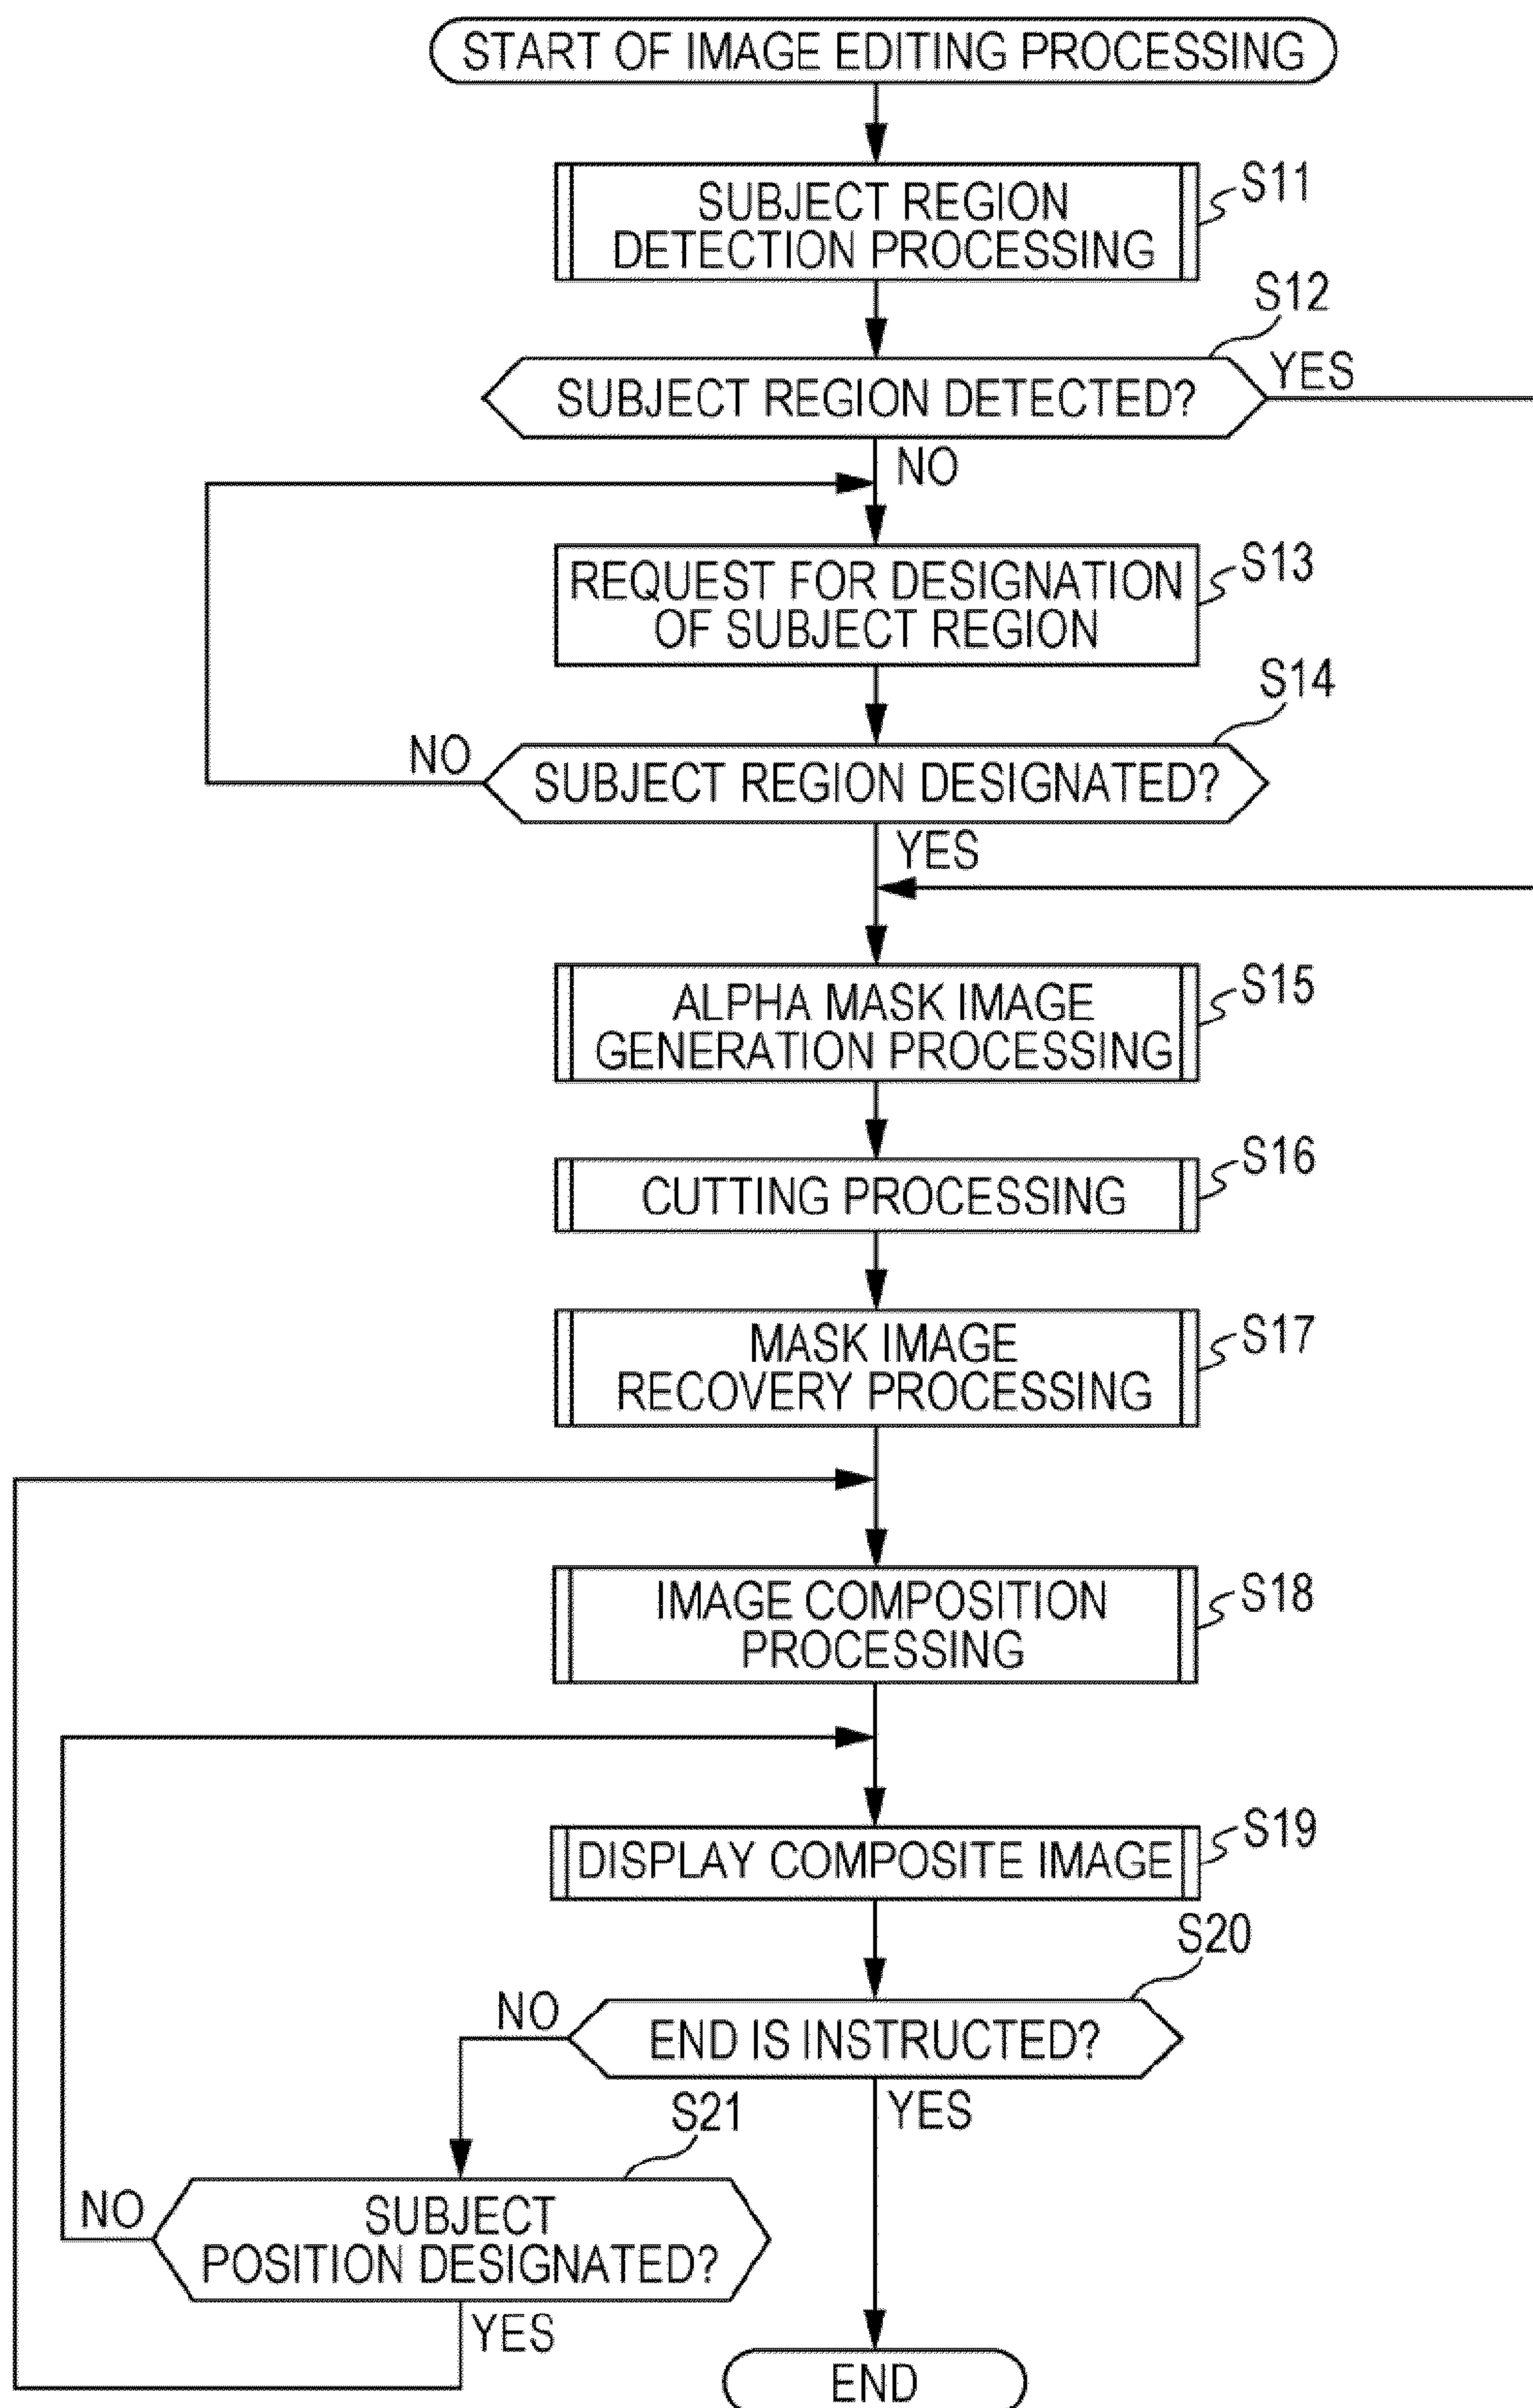 START OF IMAGE EDITING PROCESSING
SUBJECT REGION
DETECTION PROCESSING
S11
S12
SUBJECT REGION DETECTED?
YES
NO
REQUEST FOR DESIGNATION
OF SUBJECT REGION
S13
S14
NO
SUBJECT REGION DESIGNATED?
YES
ALPHA MASK IMAGE
GENERATION PROCESSING
S15
CUTTING PROCESSING
S16
MASK IMAGE
RECOVERY PROCESSING
S17
IMAGE COMPOSITION
PROCESSING
S18
DISPLAY COMPOSITE IMAGE
S19
S20
NO
END IS INSTRUCTED?
YES
S21
NO
SUBJECT
POSITION DESIGNATED?
YES
END